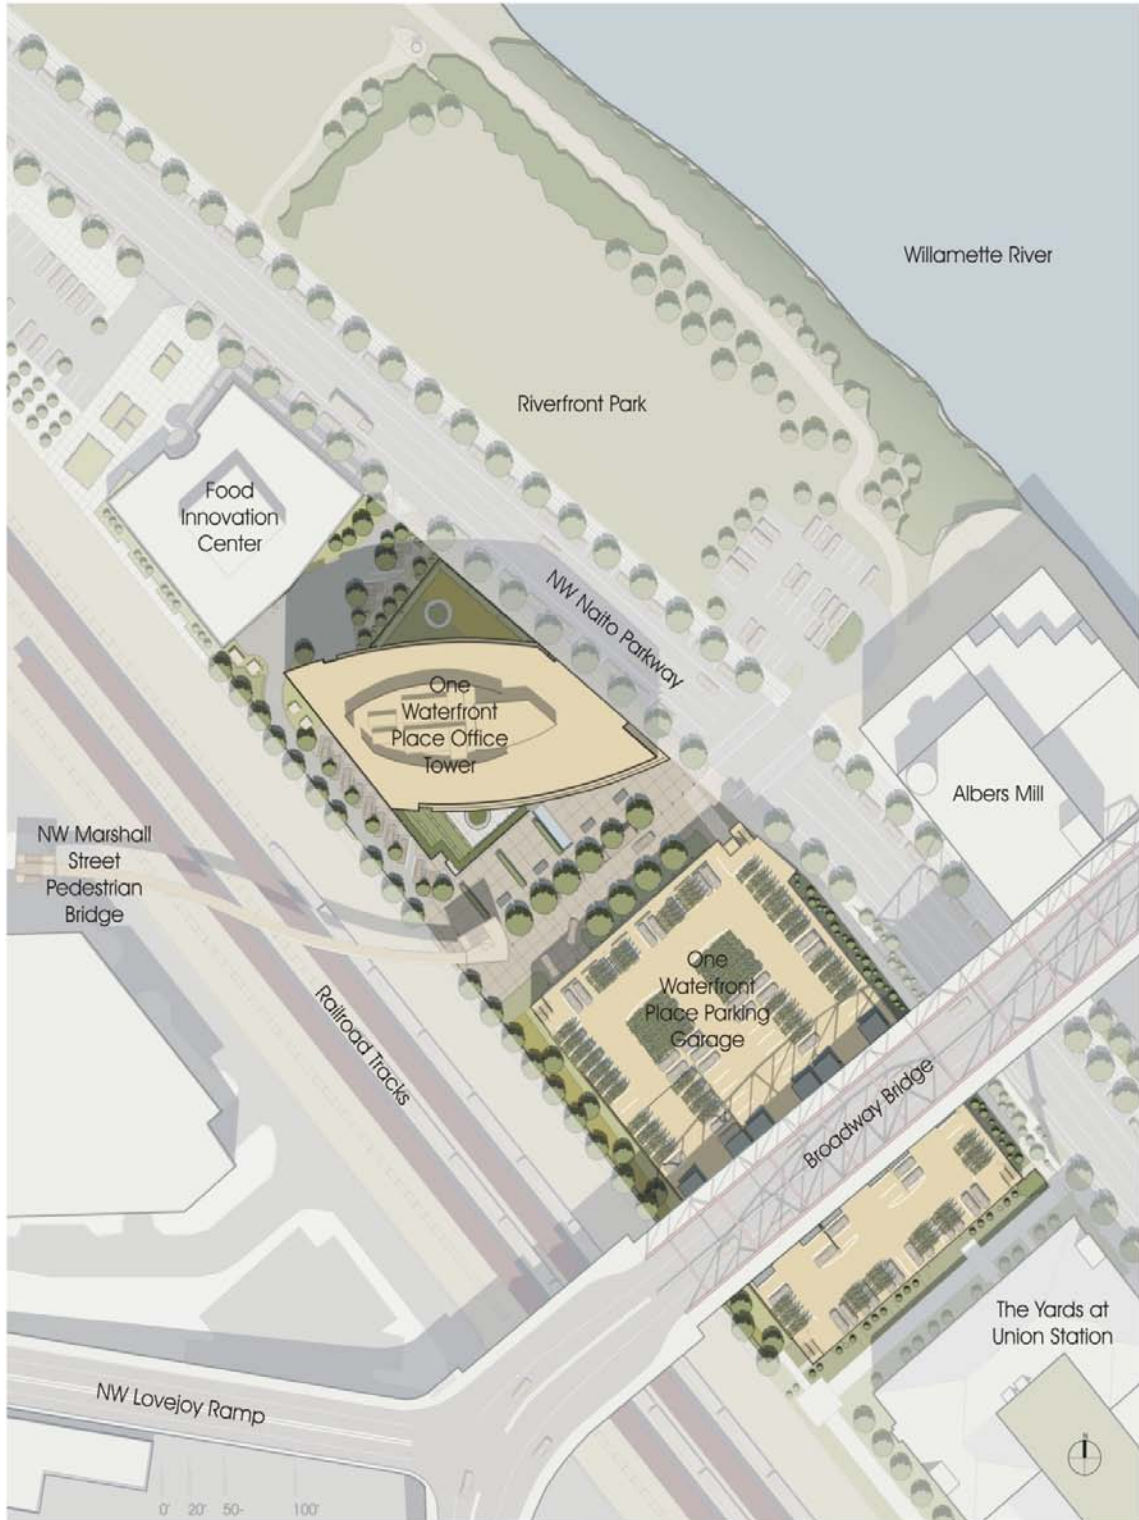 Willamette River
Riverfront Park
Food
Innovation
Center
NW Naito Parkway
One
Waterfront
Place Office
Tower
Albers Mill
NW Marshall
Street
Pedestrian
Bridge
Railroad Tracks
One
Waterfront
Place Parking
Garage
Broadway Bridge
The Yards at
Union Station
NW Lovejoy Ramp
N
0' 20' 50- 100'